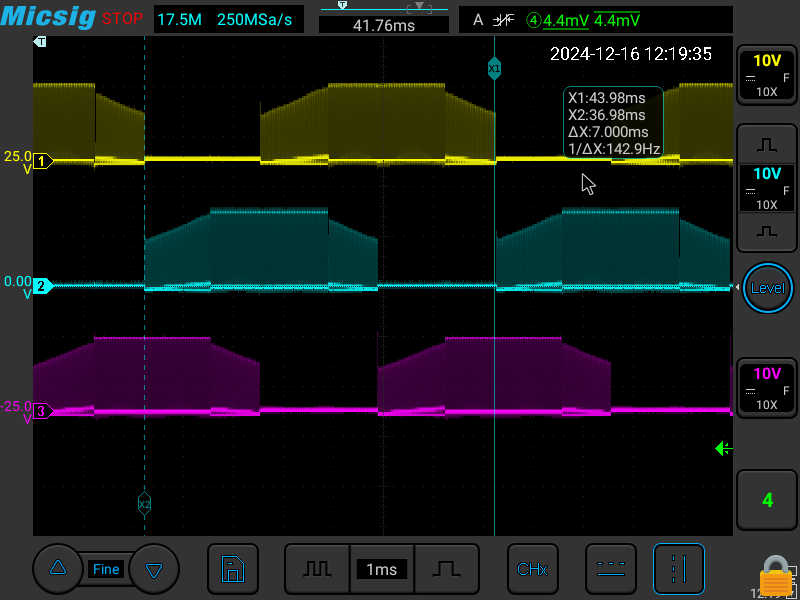 Micsig STOP 17.5M 250MSa/s 41.76ms A 4 4.4mV 4.4mV
T
2024-12-16 12:19:35
X1
X1:43.98ms
X2:36.98ms
ΔX:7.000ms
1/ΔX:142.9Hz
25.0
V
1
0.00
V
2
-25.0
V
3
X2
10V
F
10X
10V
F
10X
Level
10V
F
10X
4
Fine
1ms
CHx